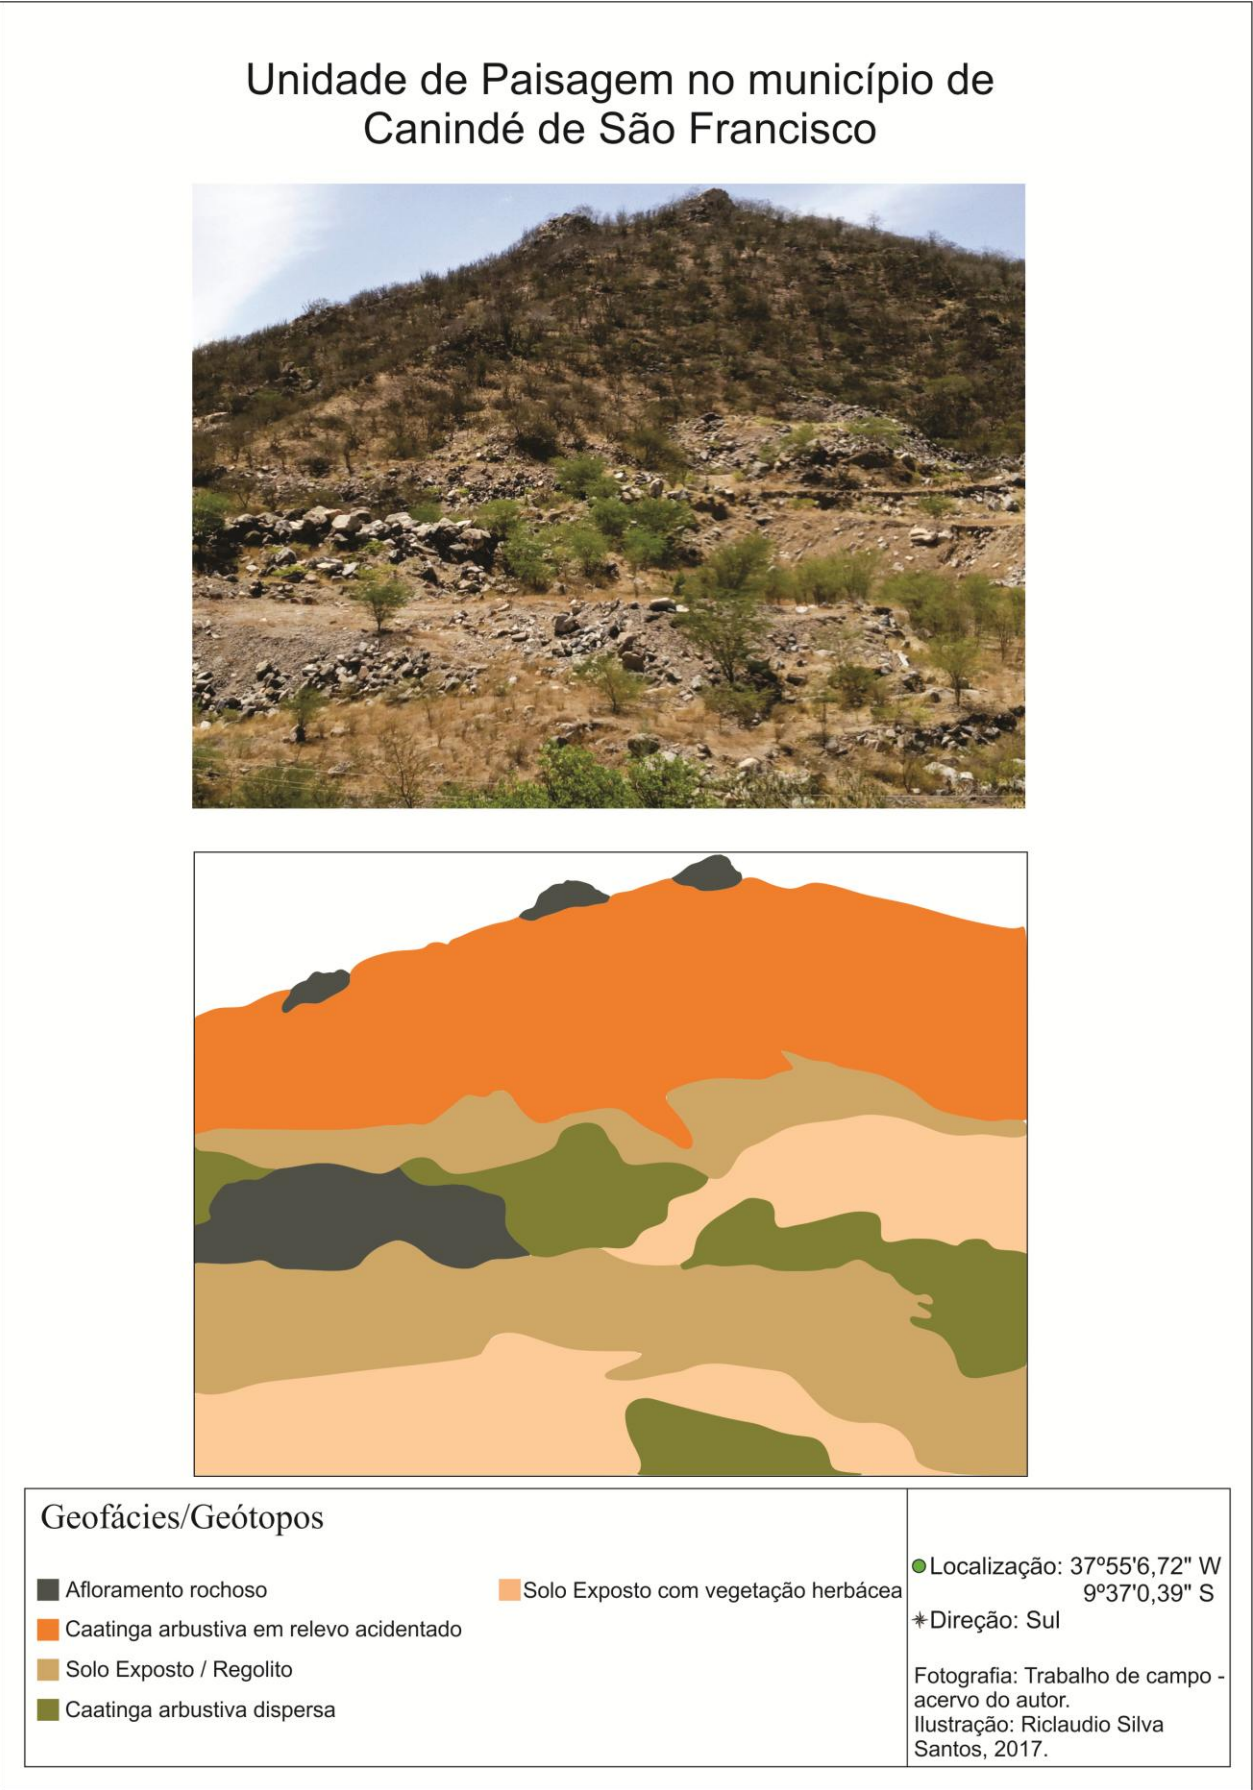 Unidade de Paisagem no município de
Canindé de São Francisco
Geofácies/Geótopos
Afloramento rochoso
Caatinga arbustiva em relevo acidentado
Solo Exposto / Regolito
Caatinga arbustiva dispersa
Solo Exposto com vegetação herbácea
Localização: 37º55'6,72" W
9º37'0,39" S
Direção: Sul
Fotografia: Trabalho de campo -
acervo do autor.
Ilustração: Riclaudio Silva
Santos, 2017.